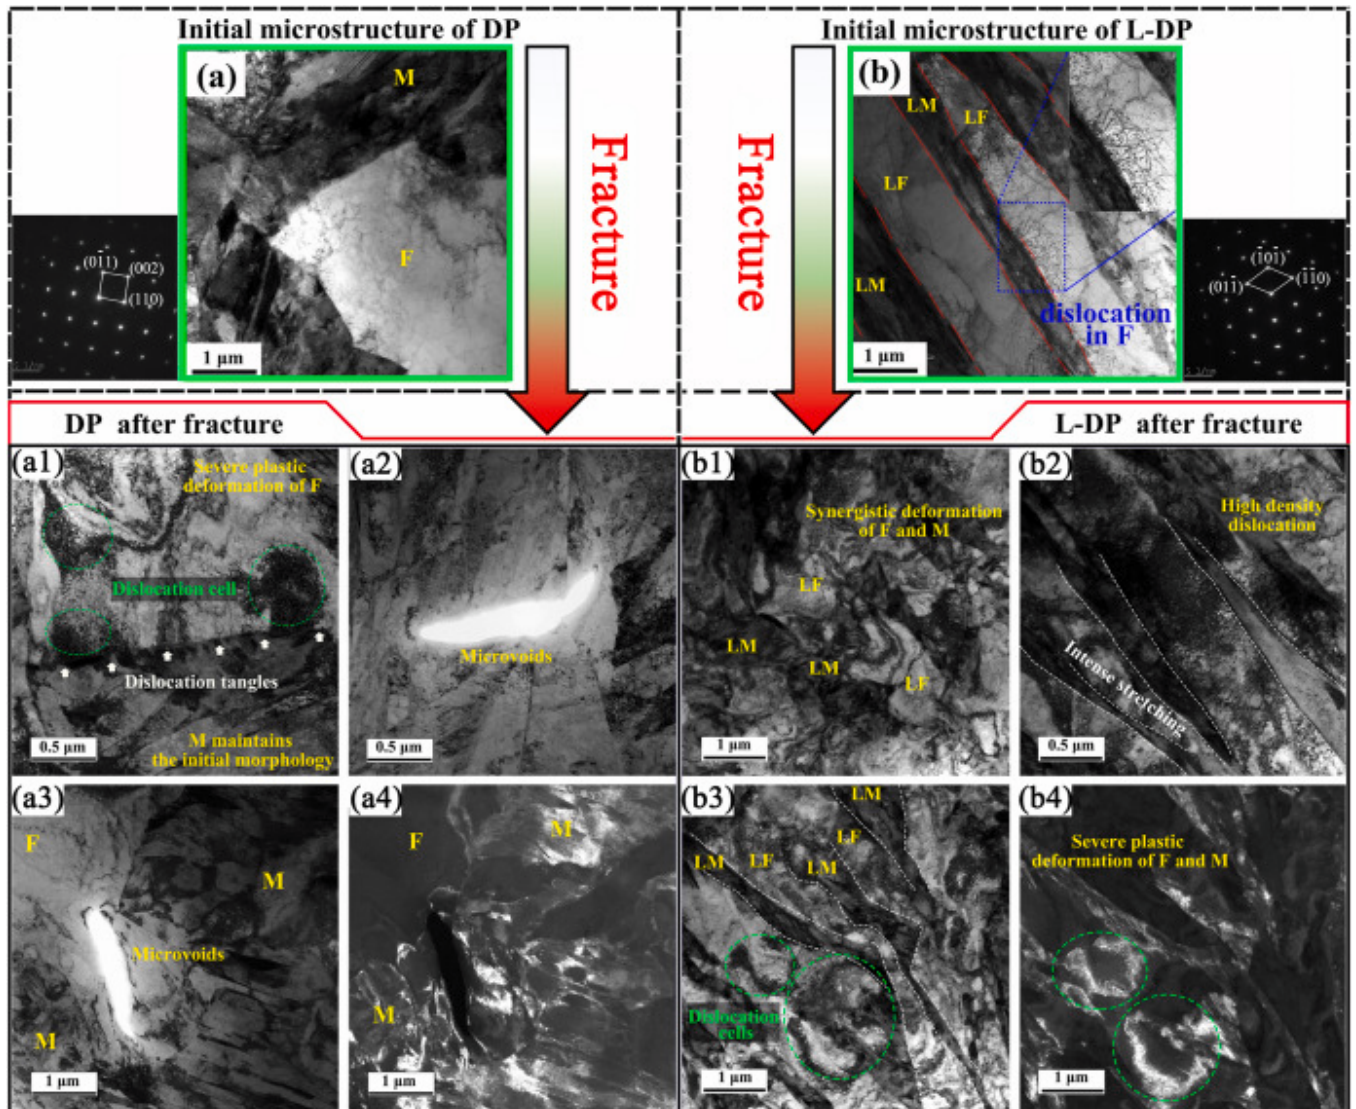 Initial microstructure of DP
Initial microstructure of L-DP
(a)
M
F
1 μm
(01̄1)
(002)
(110)
Fracture
Fracture
(b)
LM
LF
LF
LM
dislocation
in F
1 μm
(1̄01̄)
(011̄)
(1̄1̄0)
DP after fracture
L-DP after fracture
(a1)
Severe plastic
deformation of F
Dislocation cell
Dislocation tangles
0.5 μm
M maintains
the initial morphology
(a2)
Microvoids
0.5 μm
(b1)
Synergistic deformation
of F and M
LF
LM
LM
LF
1 μm
(b2)
High density
dislocation
Intense stretching
0.5 μm
(a3)
F
M
Microvoids
M
1 μm
(a4)
F
M
M
1 μm
(b3)
LM
LF
LM
LF
LM
Dislocation
cells
1 μm
(b4)
Severe plastic
deformation of F and M
1 μm